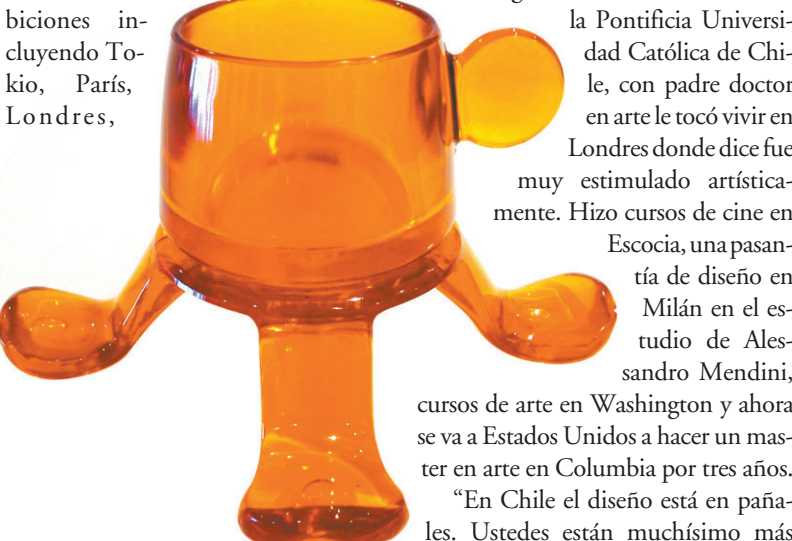 biciones in-
cluyendo To-
kio, París,
Londres,
la Pontificia Universi-
dad Católica de Chi-
le, con padre doctor
en arte le tocó vivir en
Londres donde dice fue
muy estimulado artística-
mente. Hizo cursos de cine en
Escocia, una pasan-
tía de diseño en
Milán en el es-
tudio de Ales-
sandro Mendini,
cursos de arte en Washington y ahora
se va a Estados Unidos a hacer un mas-
ter en arte en Columbia por tres años.
“En Chile el diseño está en paña-
les. Ustedes están muchísimo más